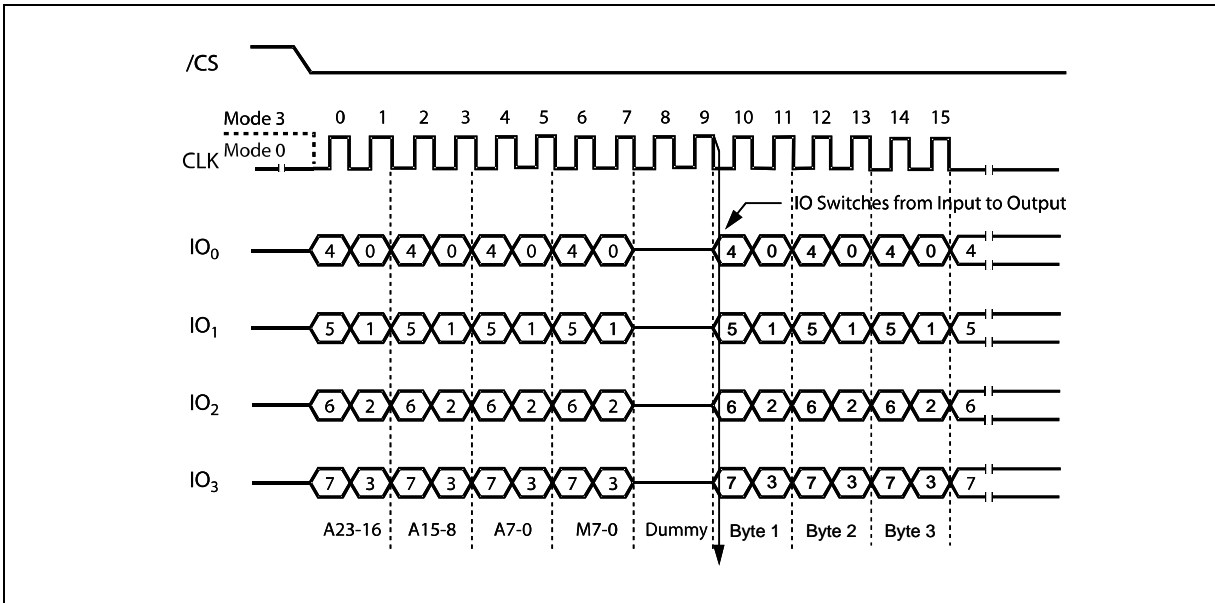 /CS
Mode 3 0 1 2 3 4 5 6 7 8 9 10 11 12 13 14 15
CLK Mode 0
IO Switches from Input to Output
IO0 4 0 4 0 4 0 4 0 4 0 4 0 4 0 4
IO1 5 1 5 1 5 1 5 1 5 1 5 1 5 1 5
IO2 6 2 6 2 6 2 6 2 6 2 6 2 6 2 6
IO3 7 3 7 3 7 3 7 3 7 3 7 3 7 3 7
A23-16 A15-8 A7-0 M7-0 Dummy Byte 1 Byte 2 Byte 3